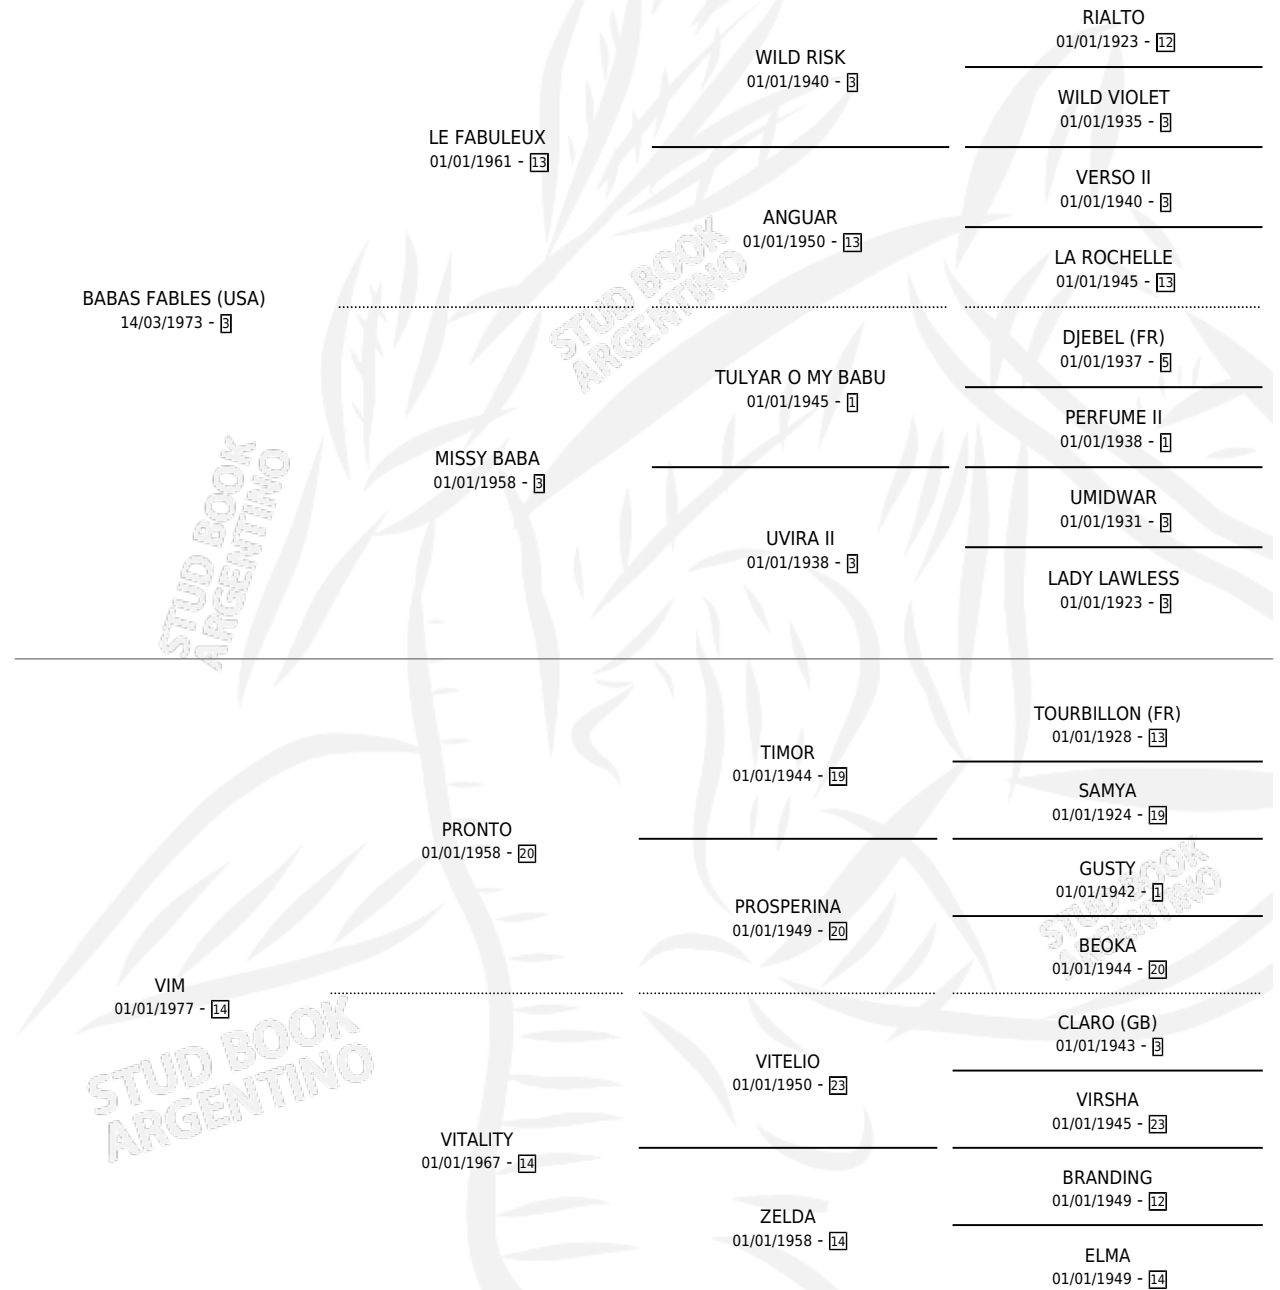 RIALTO
01/01/1923 - 12
WILD RISK
01/01/1940 - 3
WILD VIOLET
01/01/1935 - 3
LE FABULEUX
01/01/1961 - 13
VERSO II
01/01/1940 - 3
ANGUAR
01/01/1950 - 13
LA ROCHELLE
01/01/1945 - 13
BABAS FABLES (USA)
14/03/1973 - 3
DJEBEL (FR)
01/01/1937 - 5
TULYAR O MY BABU
01/01/1945 - 1
PERFUME II
01/01/1938 - 1
MISSY BABA
01/01/1958 - 3
UMIDWAR
01/01/1931 - 3
UVIRA II
01/01/1938 - 3
LADY LAWLESS
01/01/1923 - 3
TOURBILLON (FR)
01/01/1928 - 13
TIMOR
01/01/1944 - 19
SAMYA
01/01/1924 - 19
PRONTO
01/01/1958 - 20
GUSTY
01/01/1942 - 1
PROSPERINA
01/01/1949 - 20
BEOKA
01/01/1944 - 20
VIM
01/01/1977 - 14
CLARO (GB)
01/01/1943 - 3
VITELIO
01/01/1950 - 23
VIRSHA
01/01/1945 - 23
VITALITY
01/01/1967 - 14
BRANDING
01/01/1949 - 12
ZELDA
01/01/1958 - 14
ELMA
01/01/1949 - 14
STUD BOOK
ARGENTINO
STUD BOOK
ARGENTINO
STUD BOOK
ARGENTINO
STUD BOOK
ARGENTINO